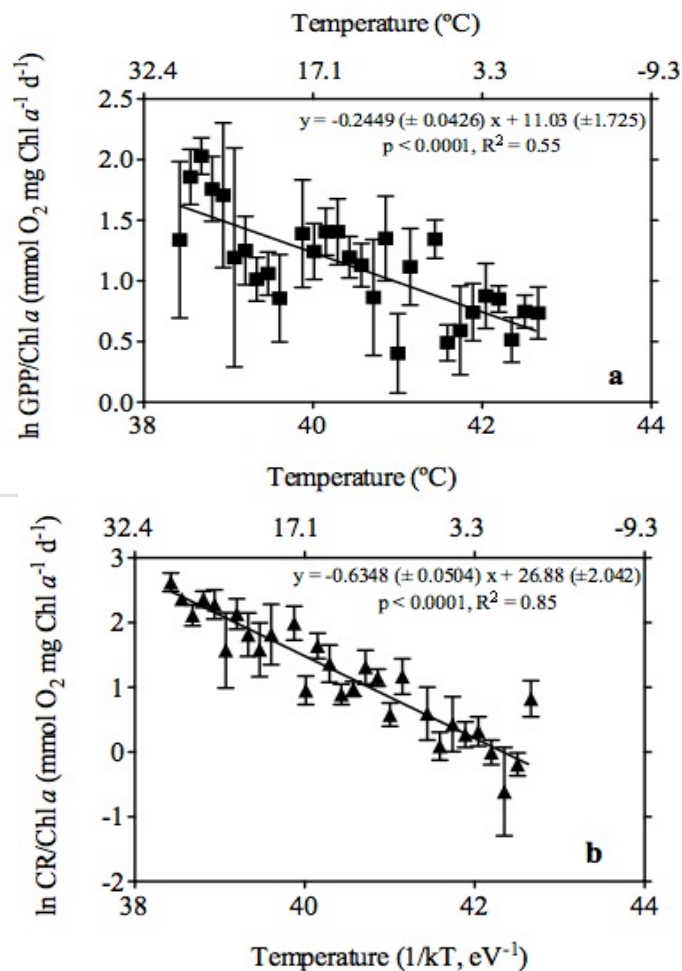 Temperature (ºC)
32.4 17.1 3.3 -9.3
y = -0.2449 (± 0.0426) x + 11.03 (±1.725)
p < 0.0001, R² = 0.55
ln GPP/Chl a (mmol O₂ mg Chl a⁻¹ d⁻¹)
2.5
2.0
1.5
1.0
0.5
0.0
a
38 40 42 44
Temperature (ºC)
32.4 17.1 3.3 -9.3
y = -0.6348 (± 0.0504) x + 26.88 (±2.042)
p < 0.0001, R² = 0.85
ln CR/Chl a (mmol O₂ mg Chl a⁻¹ d⁻¹)
3
2
1
0
-1
-2
b
38 40 42 44
Temperature (1/kT, eV⁻¹)